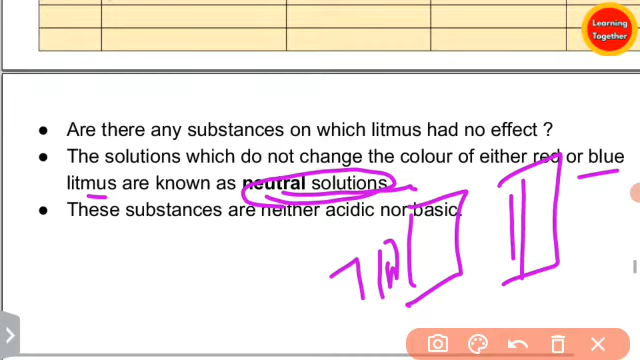 Learning
Together
● Are there any substances on which litmus had no effect ?
● The solutions which do not change the colour of either red or blue
litmus are known as neutral solutions.
● These substances are neither acidic nor basic.